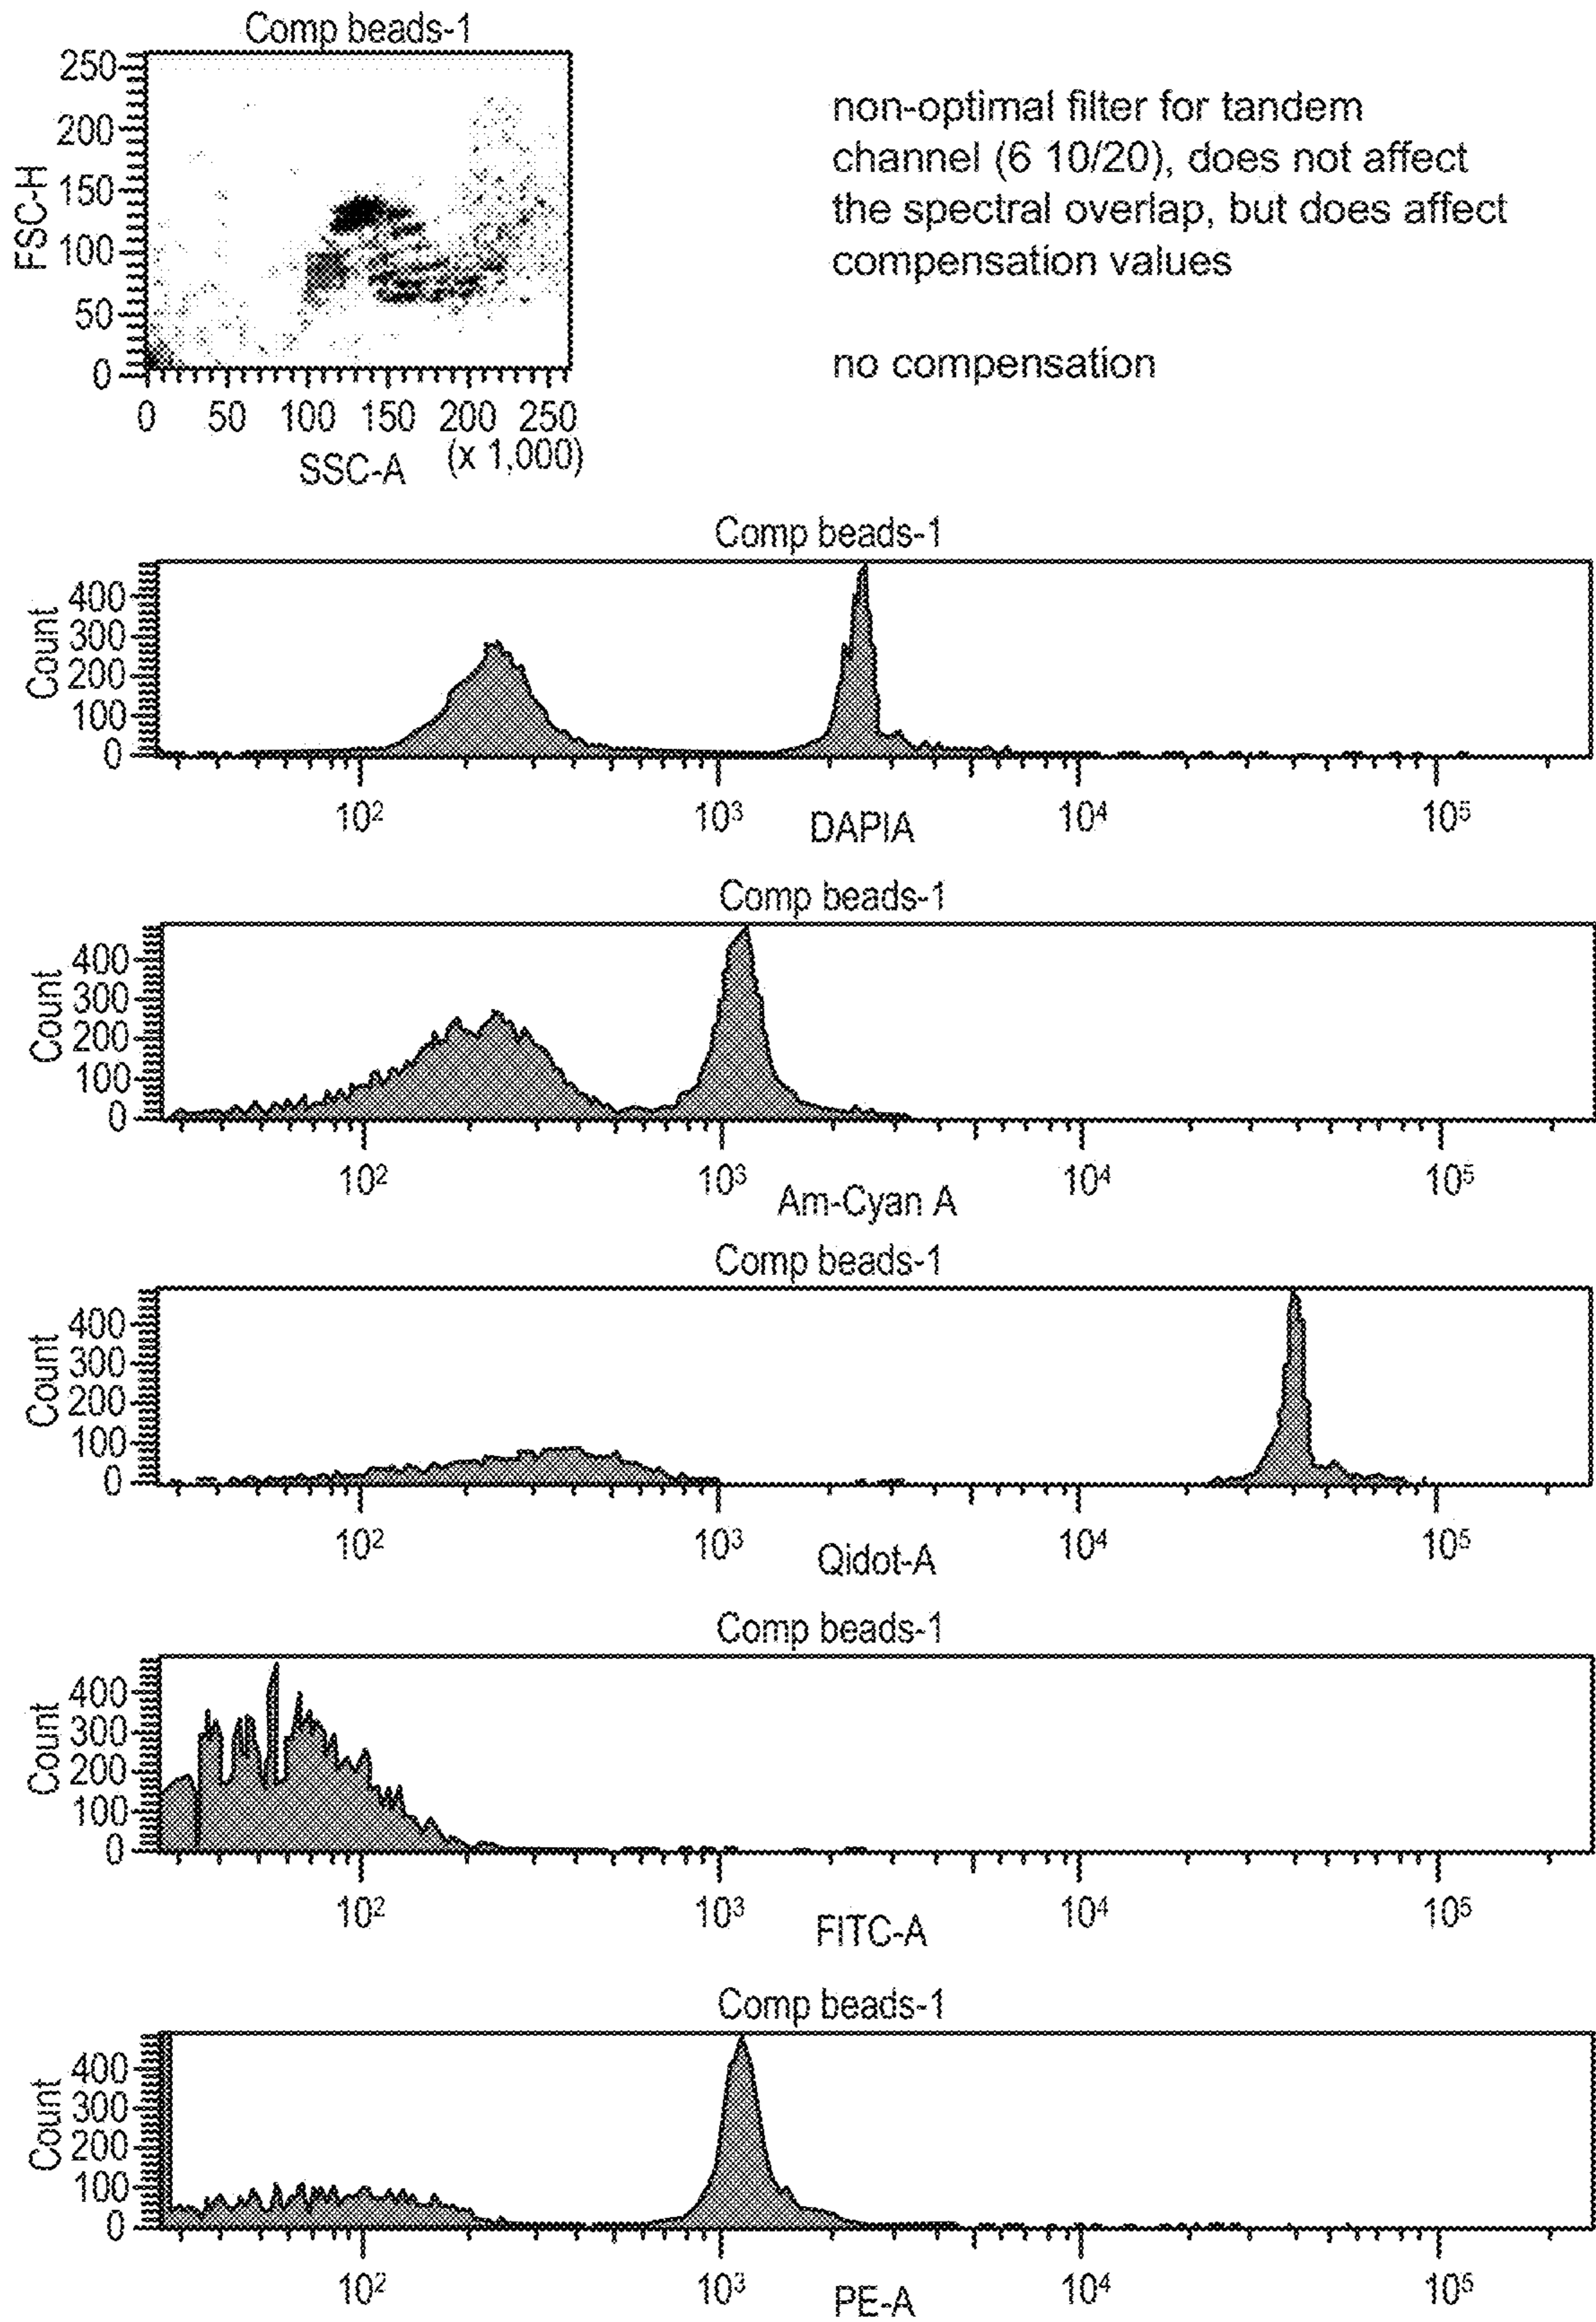 Comp beads-1
250
200
150
100
50
0
FSC-H
0 50 100 150 200 250
(x 1,000)
SSC-A
non-optimal filter for tandem
channel (6 10/20), does not affect
the spectral overlap, but does affect
compensation values
no compensation
Comp beads-1
400
300
200
100
0
Count
10² 10³ 10⁴ 10⁵
DAPIA
Comp beads-1
400
300
200
100
0
Count
10² 10³ 10⁴ 10⁵
Am-Cyan A
Comp beads-1
400
300
200
100
0
Count
10² 10³ 10⁴ 10⁵
Qidot-A
Comp beads-1
400
300
200
100
0
Count
10² 10³ 10⁴ 10⁵
FITC-A
Comp beads-1
400
300
200
100
0
Count
10² 10³ 10⁴ 10⁵
PE-A